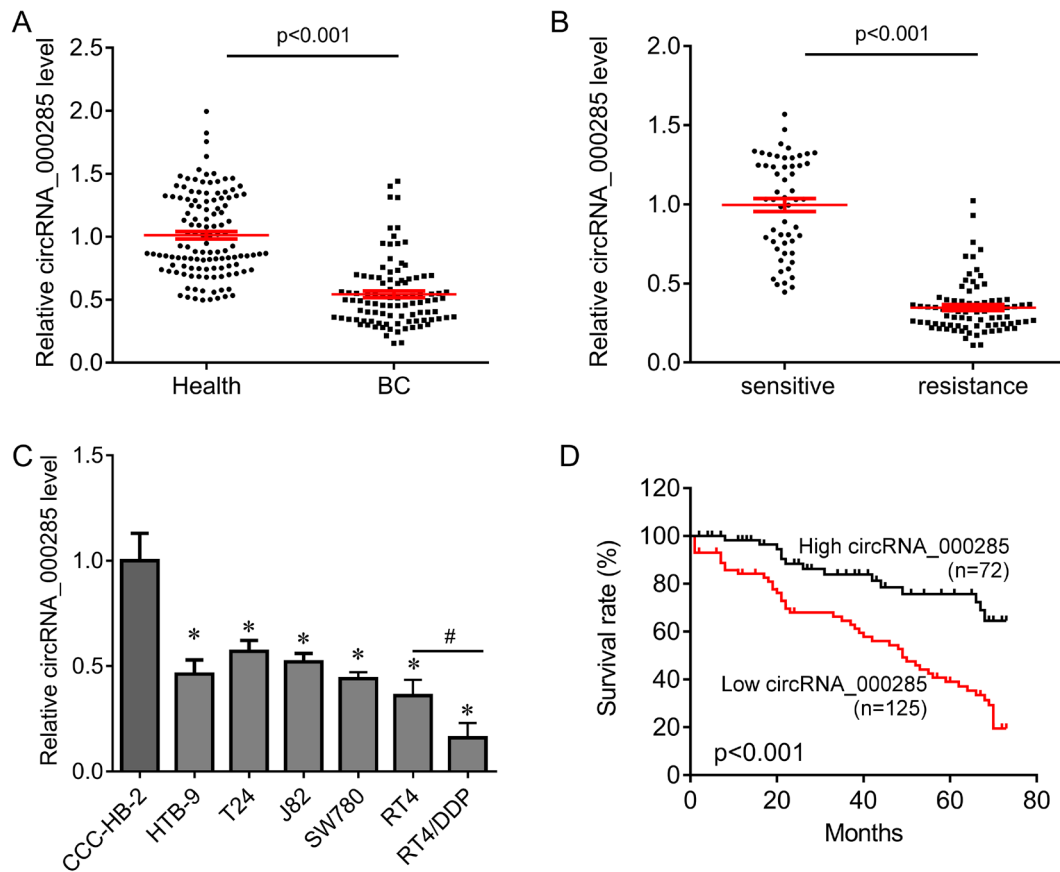 A
p<0.001
Relative circRNA_000285 level
2.5
2.0
1.5
1.0
0.5
0.0
Health
BC
B
p<0.001
Relative circRNA_000285 level
2.0
1.5
1.0
0.5
0.0
sensitive
resistance
C
Relative circRNA_000285 level
1.5
1.0
0.5
0.0
*
*
*
*
*
*
#
CCC-HB-2
HTB-9
T24
J82
SW780
RT4
RT4/DDP
D
Survival rate (%)
120
100
80
60
40
20
0
High circRNA_000285
(n=72)
Low circRNA_000285
(n=125)
p<0.001
0
20
40
60
80
Months